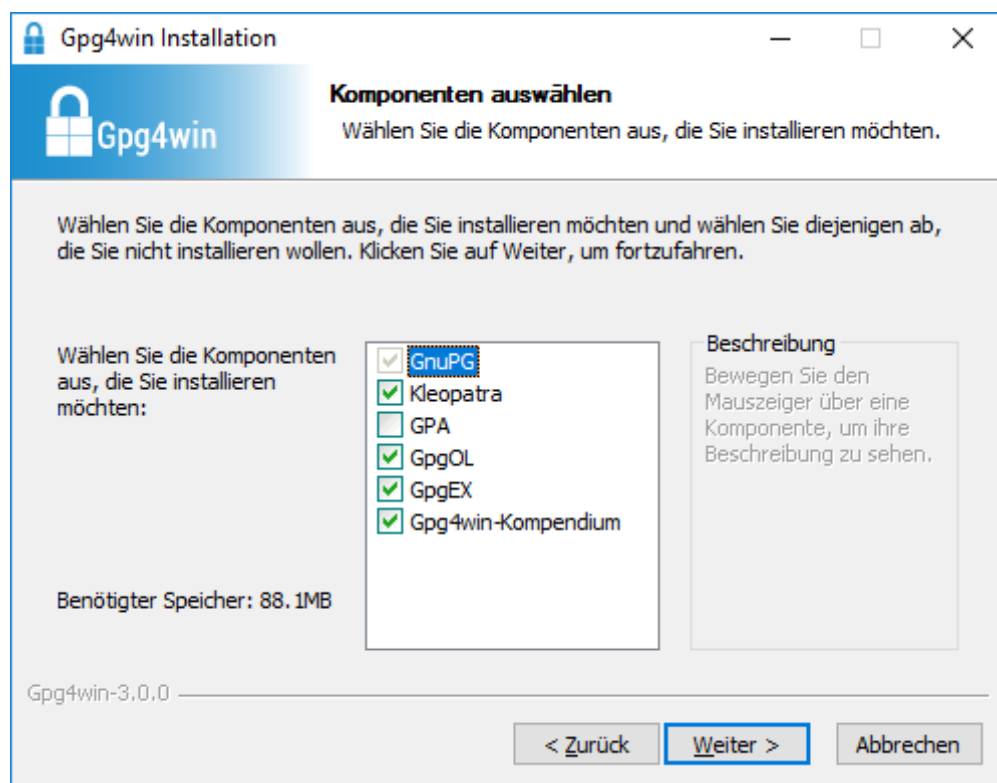 Gpg4win Installation
Gpg4win
Komponenten auswählen
Wählen Sie die Komponenten aus, die Sie installieren möchten.
Wählen Sie die Komponenten aus, die Sie installieren möchten und wählen Sie diejenigen ab,
die Sie nicht installieren wollen. Klicken Sie auf Weiter, um fortzufahren.
Wählen Sie die Komponenten
aus, die Sie installieren
möchten:
GnuPG
Kleopatra
GPA
GpgOL
GpgEX
Gpg4win-Kompendium
Beschreibung
Bewegen Sie den
Mauszeiger über eine
Komponente, um ihre
Beschreibung zu sehen.
Benötigter Speicher: 88.1MB
Gpg4win-3.0.0
< Zurück
Weiter >
Abbrechen